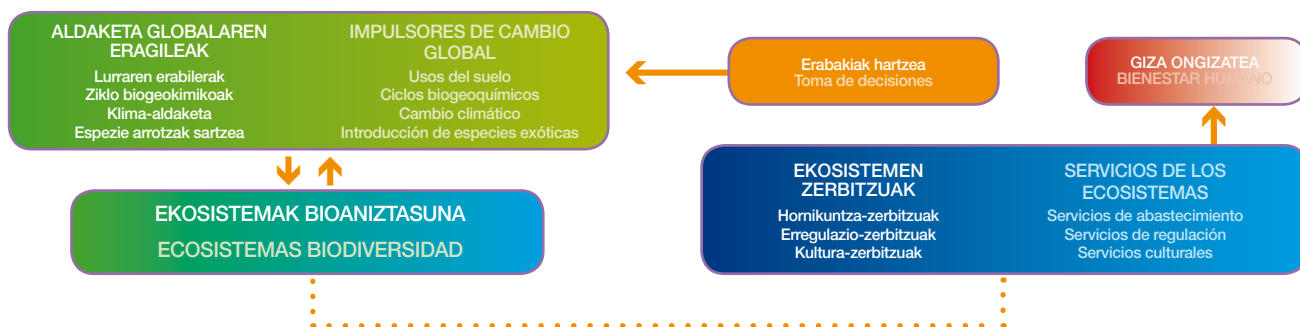 ALDAKETA GLOBALAREN
ERAGILEAK
Lurraren erabilerak
Ziklo biogeokimikoak
Klima-aldaketa
Espezie arrotzak sartzea
IMPULSORES DE CAMBIO
GLOBAL
Usos del suelo
Ciclos biogeoquímicos
Cambio climático
Introducción de especies exóticas
Erabakiak hartzea
Toma de decisiones
GIZA ONGIZATEA
BIENESTAR HUMANO
EKOSISTEMAK BIOANIZTASUNA
ECOSISTEMAS BIODIVERSIDAD
EKOSISTEMEN
ZERBITZUAK
Hornikuntza-zerbitzuak
Erregulazio-zerbitzuak
Kultura-zerbitzuak
SERVICIOS DE LOS
ECOSISTEMAS
Servicios de abastecimiento
Servicios de regulación
Servicios culturales